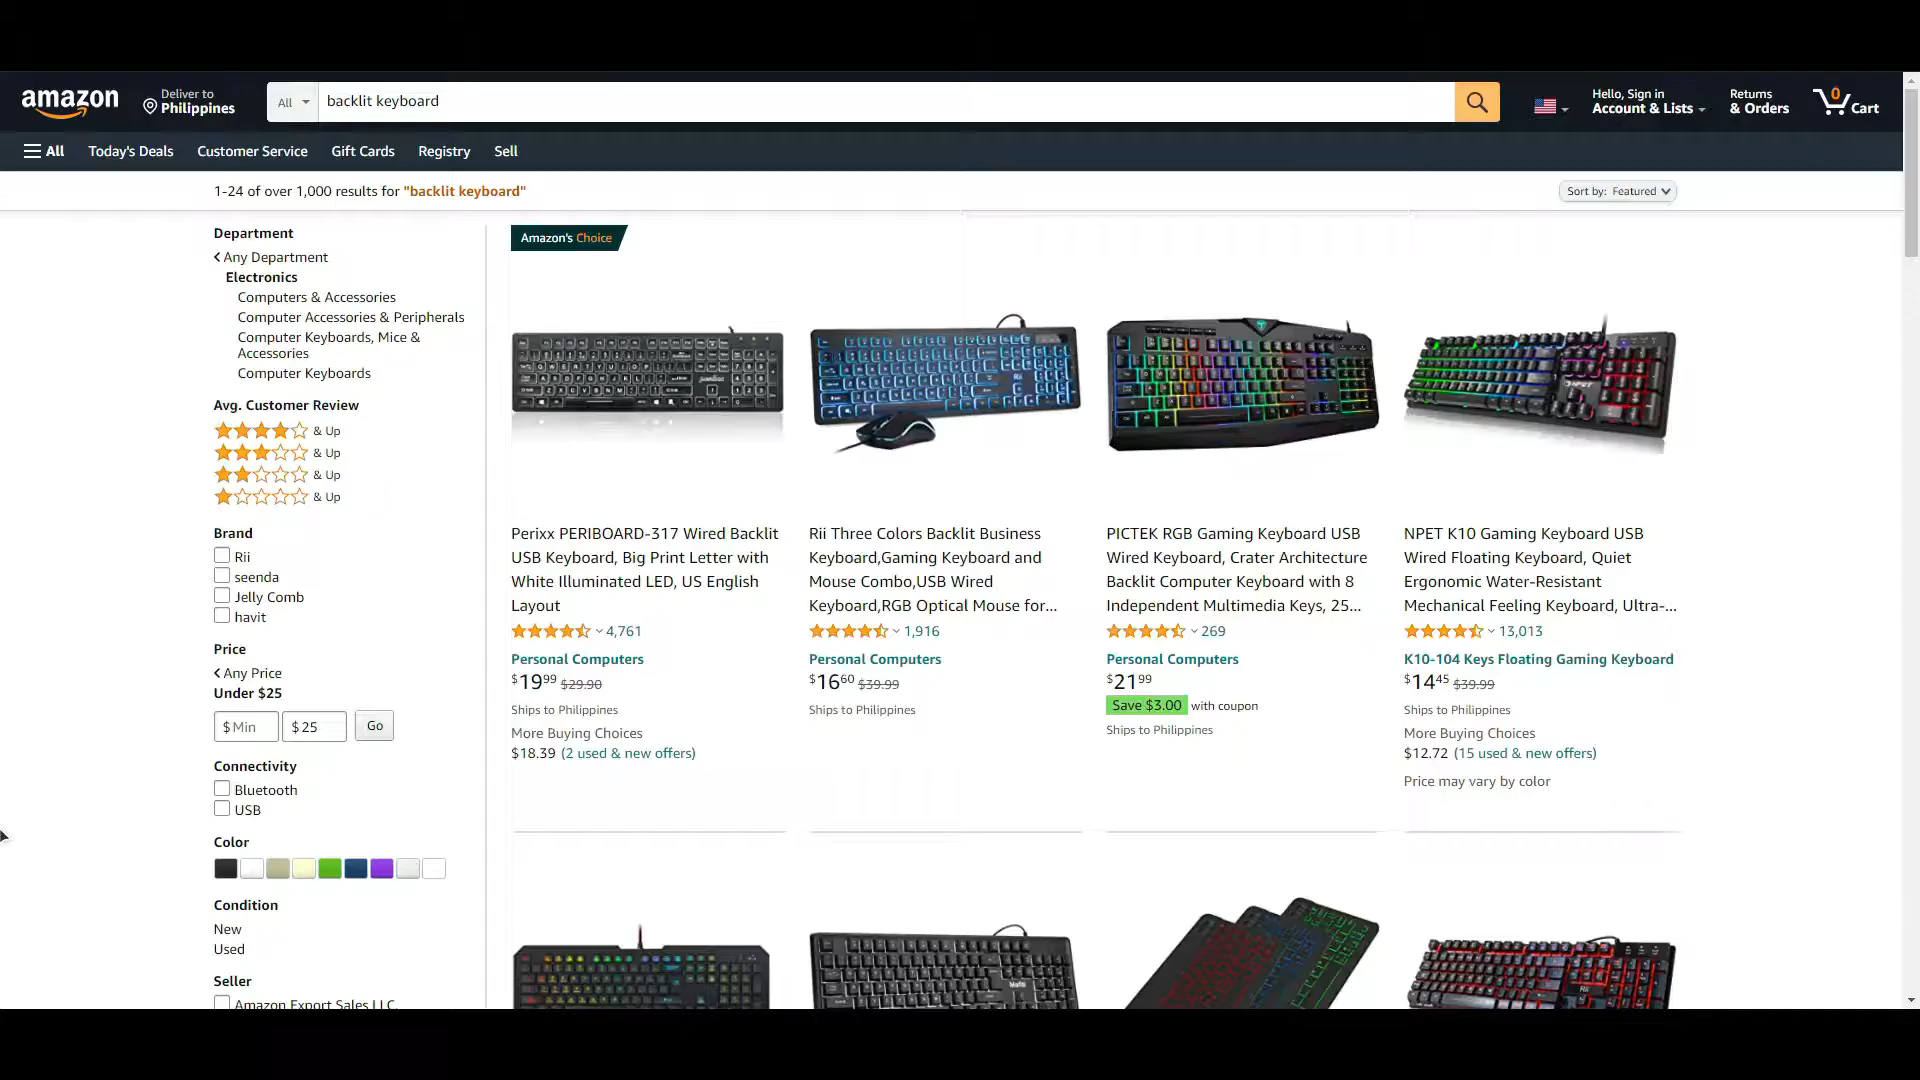 amazon
Deliver to
Philippines
All
backlit keyboard
Hello, Sign in
Account & Lists
Returns
& Orders
0
Cart
All
Today's Deals
Customer Service
Gift Cards
Registry
Sell
1-24 of over 1,000 results for "backlit keyboard"
Sort by: Featured
Department
Any Department
Electronics
Computers & Accessories
Computer Accessories & Peripherals
Computer Keyboards, Mice &
Accessories
Computer Keyboards
Avg. Customer Review
& Up
& Up
& Up
& Up
Brand
Rii
seenda
Jelly Comb
havit
Price
Any Price
Under $25
$ Min
$ 25
Go
Connectivity
Bluetooth
USB
Color
Condition
New
Used
Seller
Amazon Export Sales LLC
Amazon's Choice
Perixx PERIBOARD-317 Wired Backlit
USB Keyboard, Big Print Letter with
White Illuminated LED, US English
Layout
4,761
Personal Computers
$19.99 $29.90
Ships to Philippines
More Buying Choices
$18.39 (2 used & new offers)
Rii Three Colors Backlit Business
Keyboard,Gaming Keyboard and
Mouse Combo,USB Wired
Keyboard,RGB Optical Mouse for...
1,916
Personal Computers
$16.60 $39.99
Ships to Philippines
PICTEK RGB Gaming Keyboard USB
Wired Keyboard, Crater Architecture
Backlit Computer Keyboard with 8
Independent Multimedia Keys, 25...
269
Personal Computers
$21.99
Save $3.00 with coupon
Ships to Philippines
NPET K10 Gaming Keyboard USB
Wired Floating Keyboard, Quiet
Ergonomic Water-Resistant
Mechanical Feeling Keyboard, Ultra-...
13,013
K10-104 Keys Floating Gaming Keyboard
$14.45 $39.99
Ships to Philippines
More Buying Choices
$12.72 (15 used & new offers)
Price may vary by color